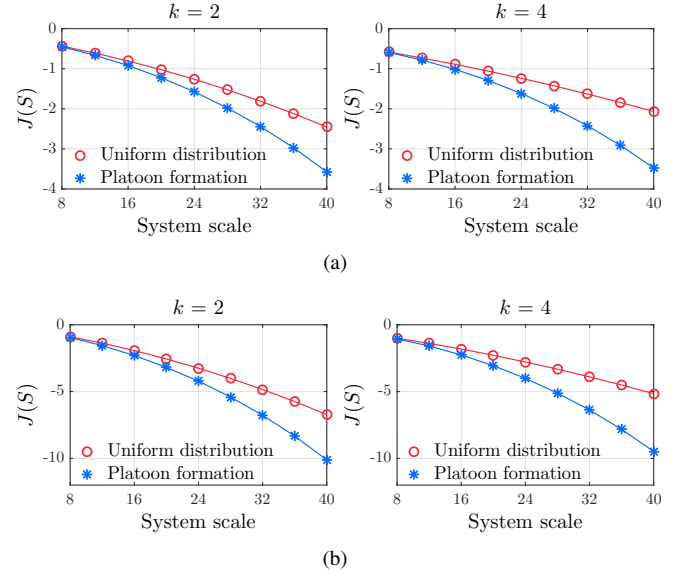 k = 2
0
-1
-2
-3
-4
J(S)
Uniform distribution
Platoon formation
8 16 24 32 40
System scale
k = 4
0
-1
-2
-3
-4
J(S)
Uniform distribution
Platoon formation
8 16 24 32 40
System scale
(a)
k = 2
0
-5
-10
J(S)
Uniform distribution
Platoon formation
8 16 24 32 40
System scale
k = 4
0
-5
-10
J(S)
Uniform distribution
Platoon formation
8 16 24 32 40
System scale
(b)